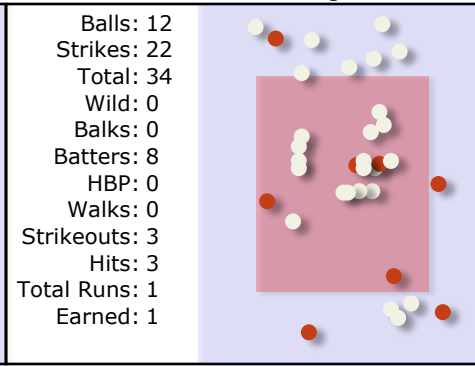 Balls: 12
Strikes: 22
Total: 34
Wild: 0
Balks: 0
Batters: 8
HBP: 0
Walks: 0
Strikeouts: 3
Hits: 3
Total Runs: 1
Earned: 1